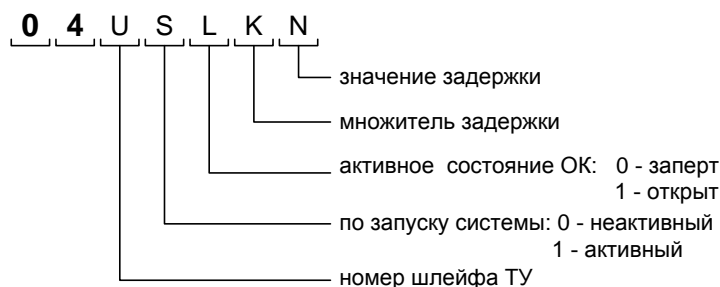 0 4 U S L K N
значение задержки
множитель задержки
активное состояние ОК: 0 - заперт
1 - открыт
по запуску системы: 0 - неактивный
1 - активный
номер шлейфа ТУ